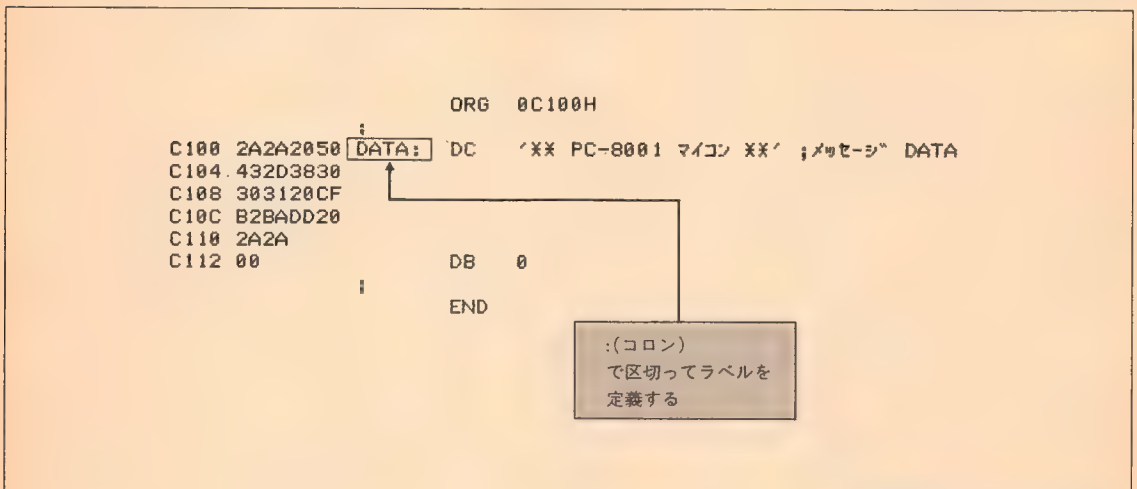 ORG 0C100H
;
C100 2A2A2050 DATA: DC '** PC-8001 マイコン **' ;メッセージ DATA
C104 432D3830
C108 303120CF
C10C B2BADD20
C110 2A2A
C112 00 DB 0
;
END
:(コロン)
で区切ってラベルを
定義する